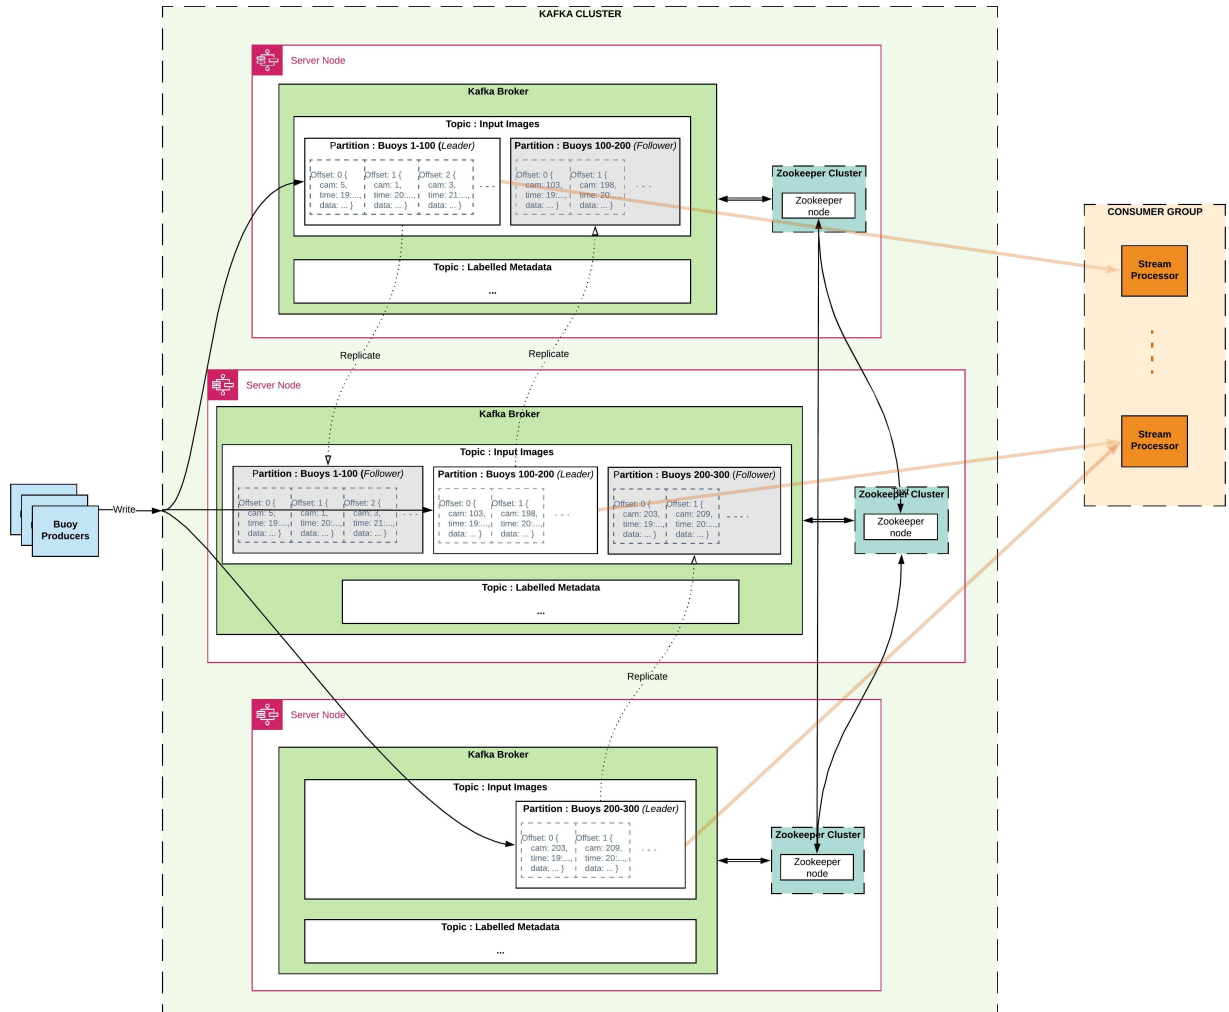 KAFKA CLUSTER
Server Node
Kafka Broker
Topic : Input Images
Partition : Buoys 1-100 (Leader)
Offset: 0 {
cam: 5,
time: 19:...,
data: ... }
Offset: 1 {
cam: 1,
time: 20:...,
data: ... }
Offset: 2 {
cam: 3,
time: 21:...,
data: ... }
. . .
Partition : Buoys 100-200 (Follower)
Offset: 0 {
cam: 103,
time: 19:...,
data: ... }
Offset: 1 {
cam: 198,
time: 20:...,
data: ... }
. . .
Topic : Labelled Metadata
...
Zookeeper Cluster
Zookeeper
node
CONSUMER GROUP
Stream
Processor
Stream
Processor
Replicate
Replicate
Server Node
Kafka Broker
Topic : Input Images
Partition : Buoys 1-100 (Follower)
Offset: 0 {
cam: 5,
time: 19:...,
data: ... }
Offset: 1 {
cam: 1,
time: 20:...,
data: ... }
Offset: 2 {
cam: 3,
time: 21:...,
data: ... }
. . .
Partition : Buoys 100-200 (Leader)
Offset: 0 {
cam: 103,
time: 19:...,
data: ... }
Offset: 1 {
cam: 198,
time: 20:...,
data: ... }
. . .
Partition : Buoys 200-300 (Follower)
Offset: 0 {
cam: 203,
time: 19:...,
data: ... }
Offset: 1 {
cam: 209,
time: 20:...,
data: ... }
. . . .
Topic : Labelled Metadata
...
Text
Zookeeper Cluster
Zookeeper
node
Buoy
Producers
Write
Replicate
Server Node
Kafka Broker
Topic : Input Images
Partition : Buoys 200-300 (Leader)
Offset: 0 {
cam: 203,
time: 19:...,
data: ... }
Offset: 1 {
cam: 209,
time: 20:...,
data: ... }
. . .
Topic : Labelled Metadata
...
Zookeeper Cluster
Zookeeper
node